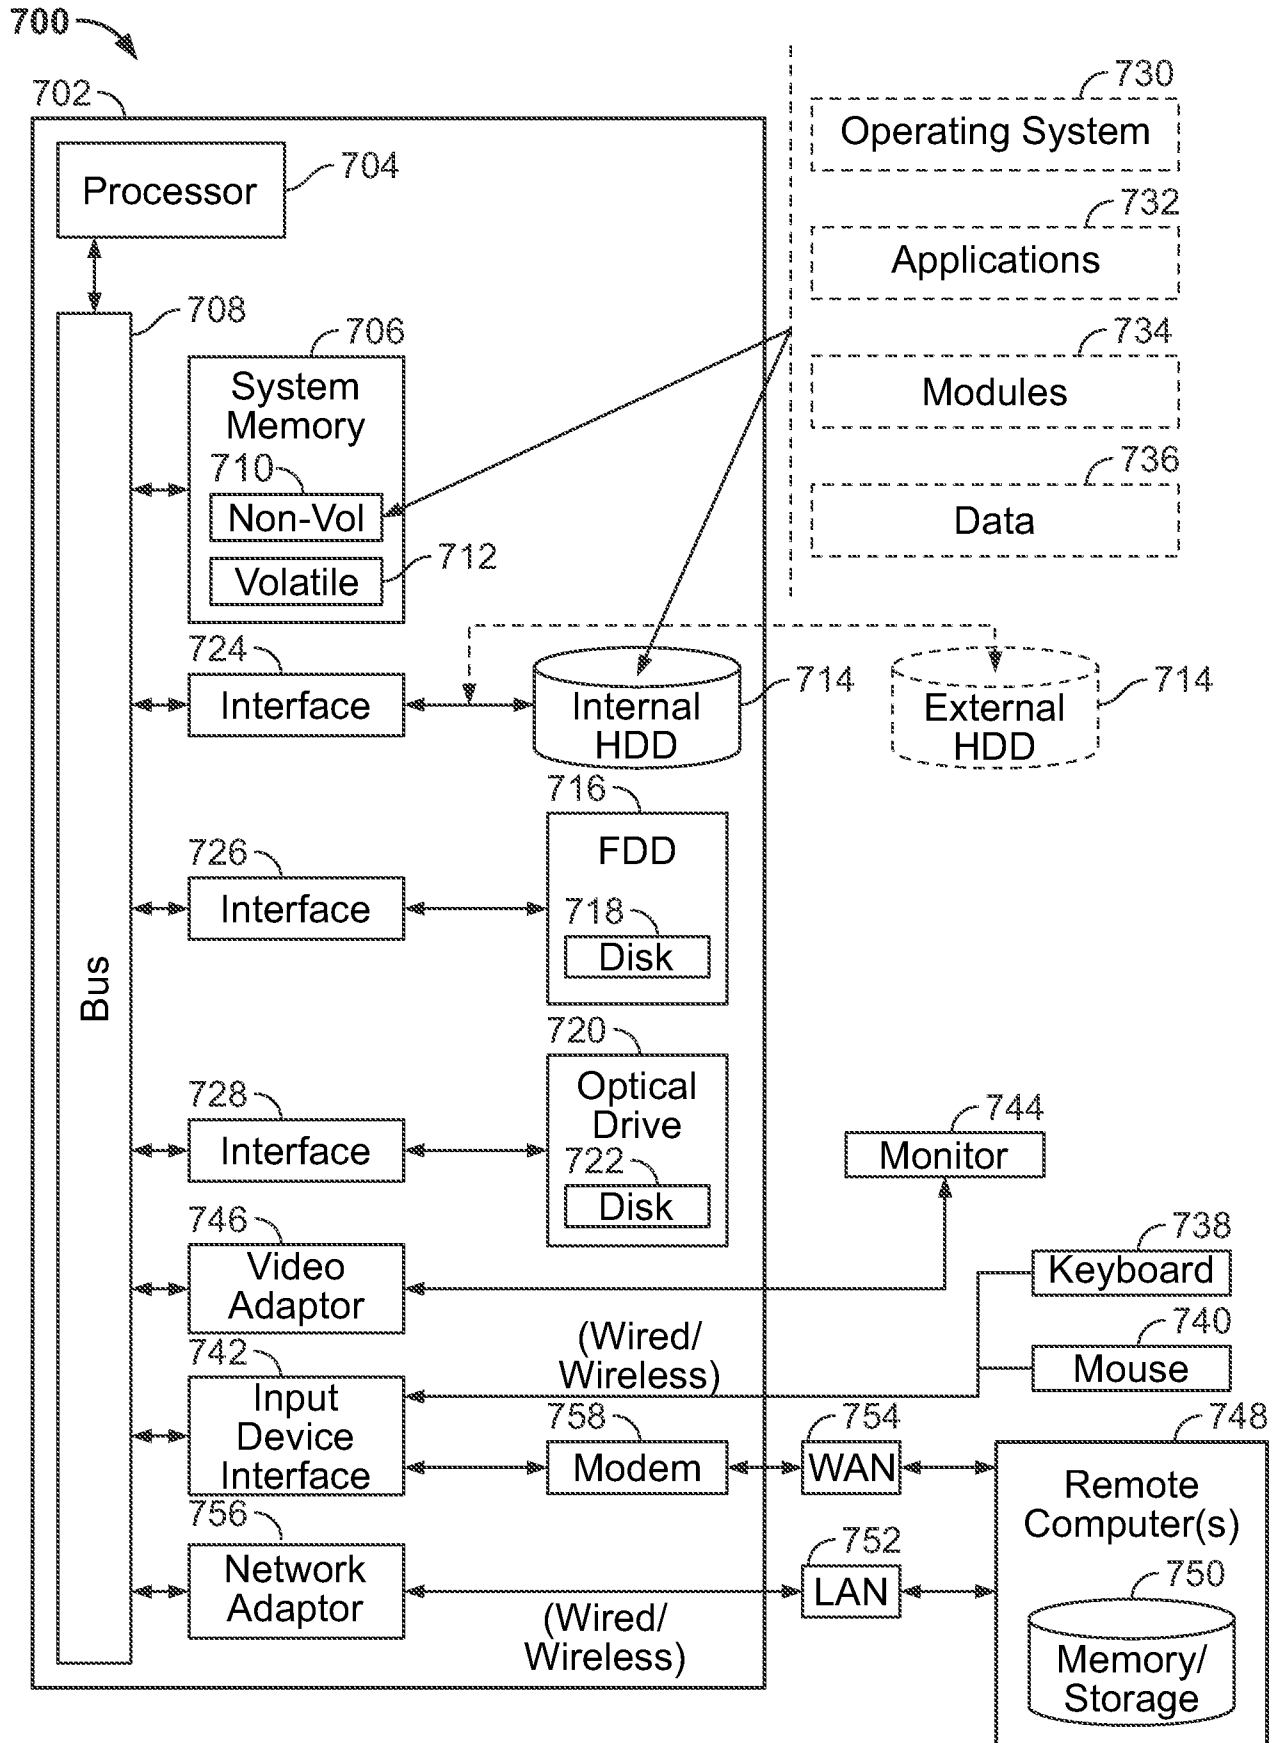 700
702
730
Operating System
Processor
704
732
Applications
708
706
System
Memory
734
Modules
710
Non-Vol
736
Data
712
Volatile
724
Interface
Internal
HDD
714
External
HDD
714
716
FDD
726
Interface
718
Disk
Bus
720
Optical
Drive
728
Interface
722
Disk
744
Monitor
746
Video
Adaptor
738
Keyboard
(Wired/
Wireless)
740
Mouse
742
Input
Device
Interface
758
Modem
754
WAN
748
Remote
Computer(s)
756
Network
Adaptor
752
LAN
(Wired/
Wireless)
750
Memory/
Storage